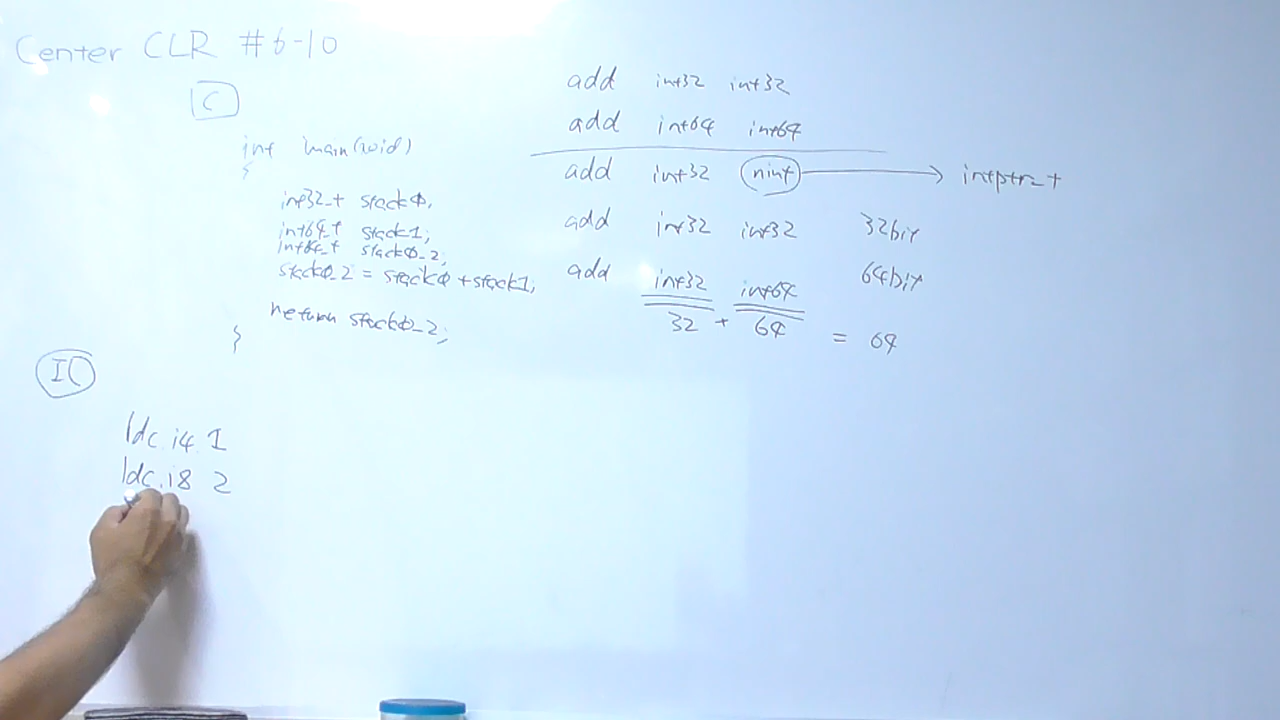 Center CLR #6-10
C
int main(void)
{
int32_t stack0;
int64_t stack1;
int64_t stack0_2;
stack0_2 = stack0 + stack1;
return stack0_2;
}
add int32 int32
add int64 int64
add int32 nint → intptr_t
add int32 int32 32bit
add int32 int64 64bit
32 + 64 = 64
IL
ldc.i4 1
ldc.i8 2